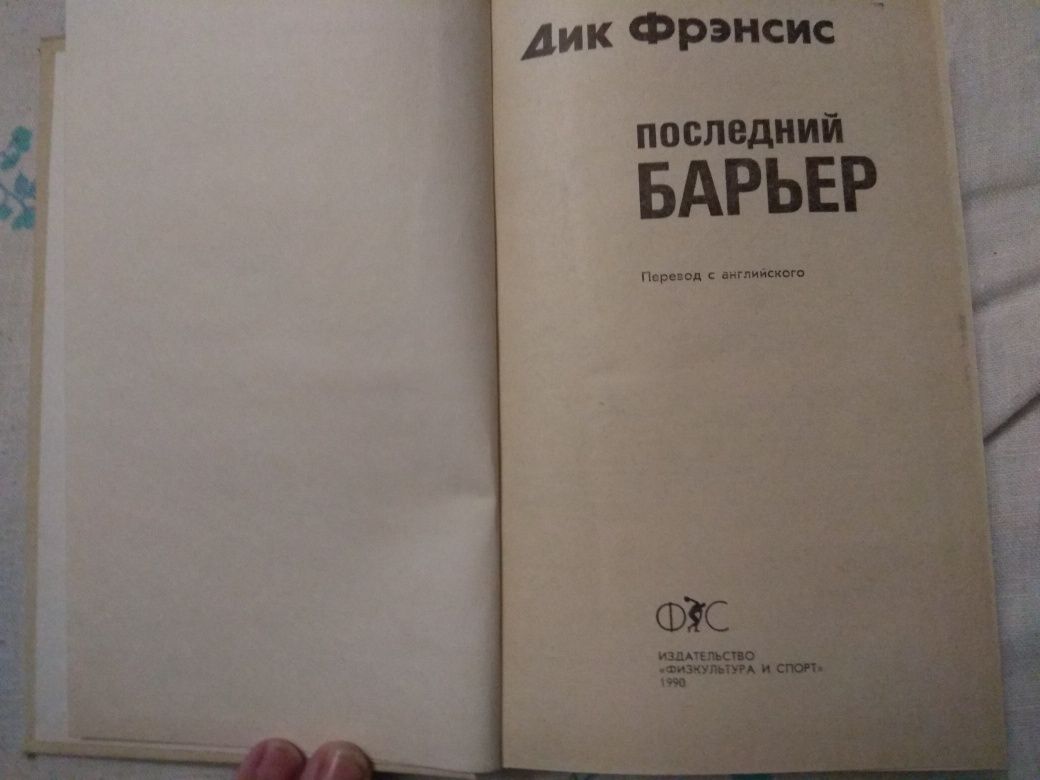 Дик Фрэнсис
последний
БАРЬЕР
Перевод с английского
ФиС
ИЗДАТЕЛЬСТВО
«ФИЗКУЛЬТУРА И СПОРТ»
1990